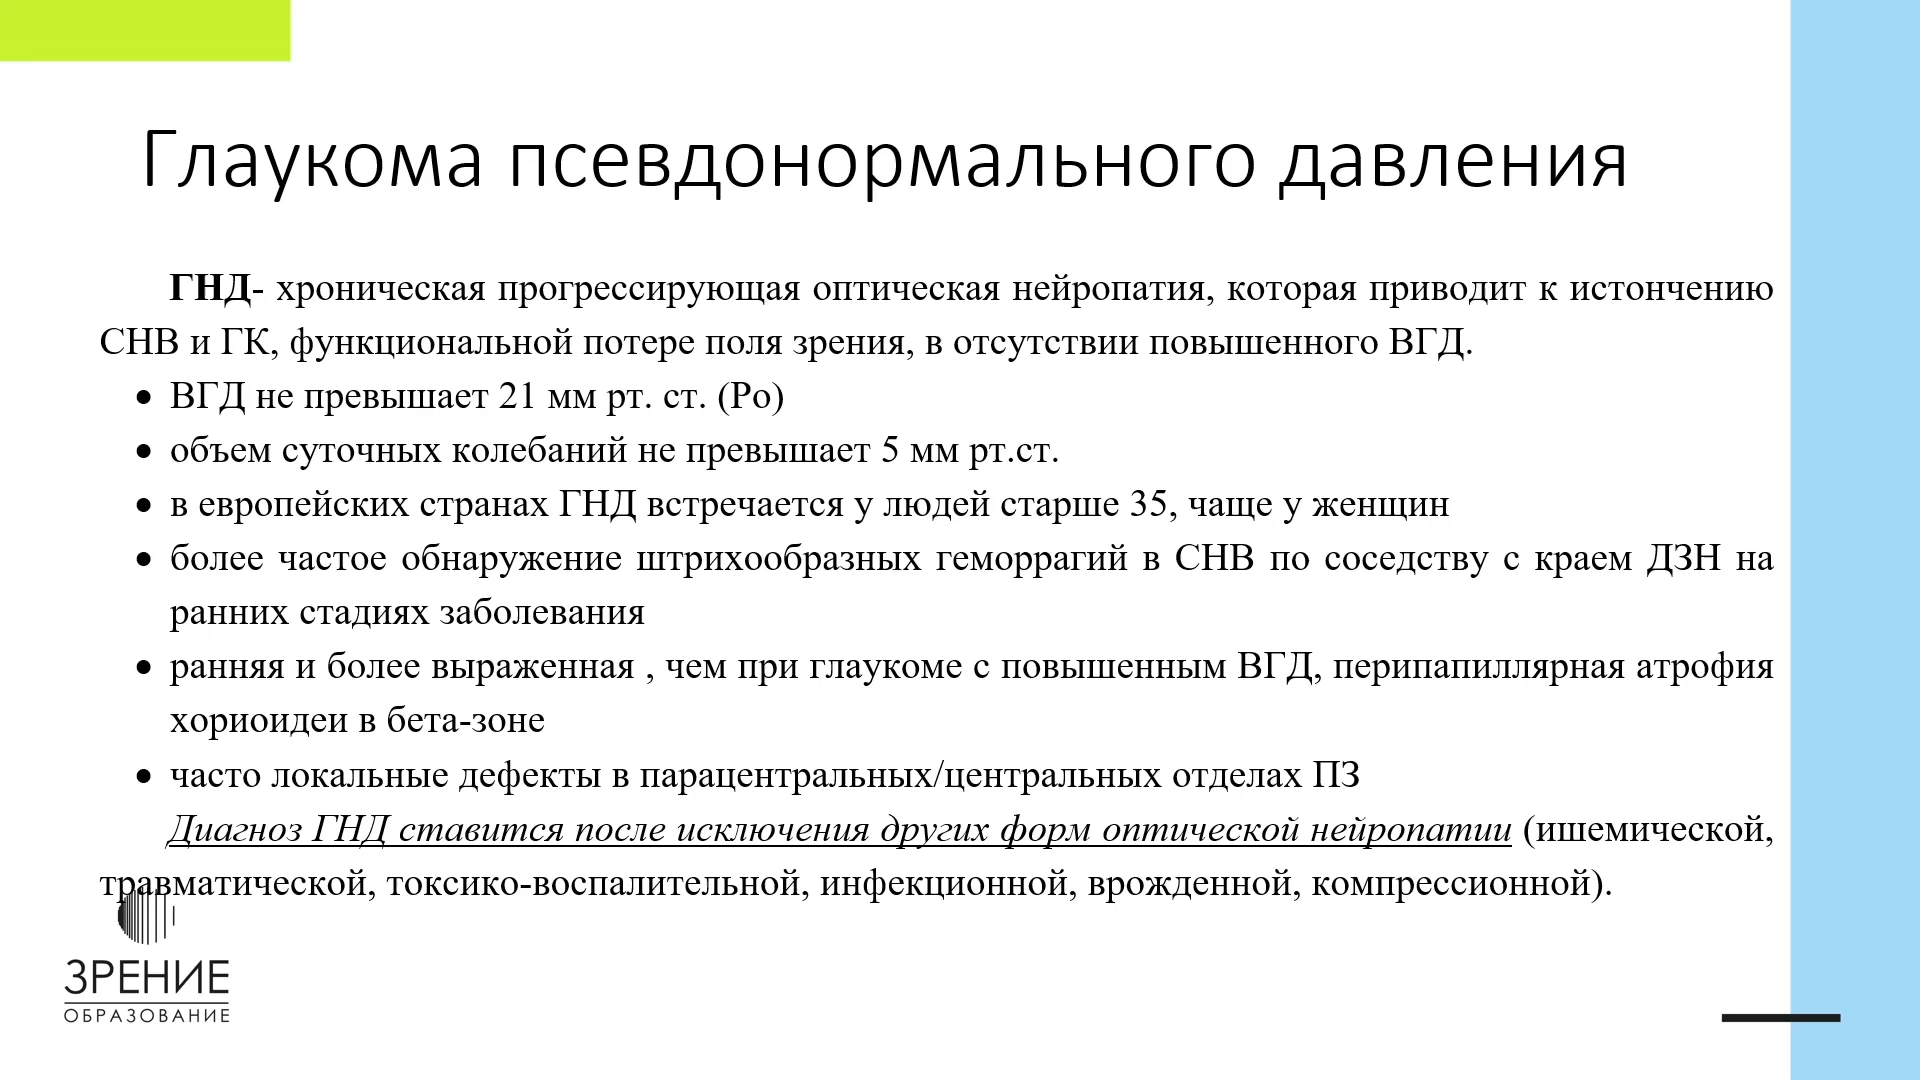 Глаукома псевдонормального давления
ГНД- хроническая прогрессирующая оптическая нейропатия, которая приводит к истончению
СНВ и ГК, функциональной потере поля зрения, в отсутствии повышенного ВГД.
• ВГД не превышает 21 мм рт. ст. (Ро)
• объем суточных колебаний не превышает 5 мм рт.ст.
• в европейских странах ГНД встречается у людей старше 35, чаще у женщин
• более частое обнаружение штрихообразных геморрагий в СНВ по соседству с краем ДЗН на
ранних стадиях заболевания
• ранняя и более выраженная , чем при глаукоме с повышенным ВГД, перипапиллярная атрофия
хориоидеи в бета-зоне
• часто локальные дефекты в парацентральных/центральных отделах ПЗ
Диагноз ГНД ставится после исключения других форм оптической нейропатии (ишемической,
травматической, токсико-воспалительной, инфекционной, врожденной, компрессионной).
ЗРЕНИЕ
ОБРАЗОВАНИЕ